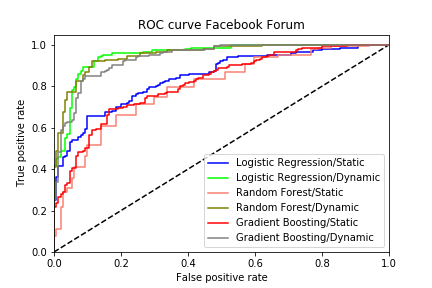 ROC curve Facebook Forum
True positive rate
1.0
0.8
0.6
0.4
0.2
0.0
Logistic Regression/Static
Logistic Regression/Dynamic
Random Forest/Static
Random Forest/Dynamic
Gradient Boosting/Static
Gradient Boosting/Dynamic
0.0 0.2 0.4 0.6 0.8 1.0
False positive rate